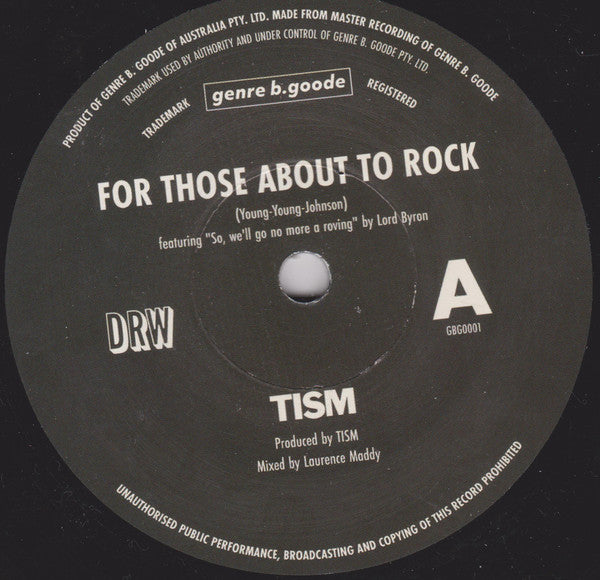 PRODUCT OF GENRE B. GOODE OF AUSTRALIA PTY. LTD. MADE FROM MASTER RECORDING OF GENRE B. GOODE
TRADEMARK USED BY AUTHORITY AND UNDER CONTROL OF GENRE B. GOODE PTY. LTD.
TRADEMARK genre b.goode REGISTERED
FOR THOSE ABOUT TO ROCK
(Young-Young-Johnson)
featuring "So, we'll go no more a roving" by Lord Byron
DRW
A
GBG0001
TISM
Produced by TISM
Mixed by Laurence Maddy
UNAUTHORISED PUBLIC PERFORMANCE, BROADCASTING AND COPYING OF THIS RECORD PROHIBITED